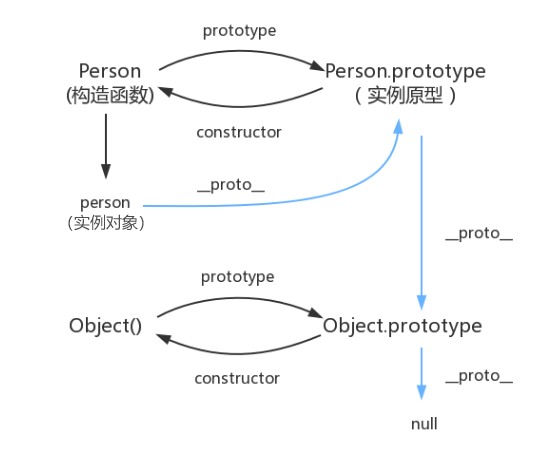 prototype
Person
(构造函数)
Person.prototype
（实例原型）
constructor
__proto__
person
（实例对象）
__proto__
prototype
Object()
Object.prototype
constructor
__proto__
null